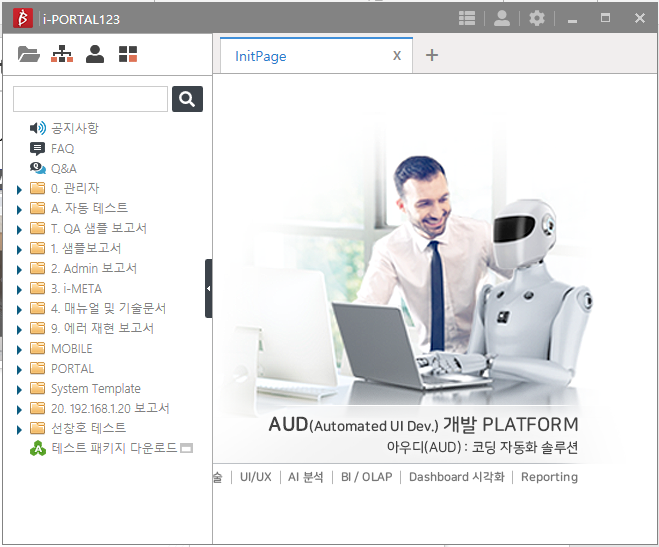 i-PORTAL123
InitPage X +
공지사항
FAQ
Q&A
0. 관리자
A. 자동 테스트
T. QA 샘플 보고서
1. 샘플보고서
2. Admin 보고서
3. i-META
4. 매뉴얼 및 기술문서
9. 에러 재현 보고서
MOBILE
PORTAL
System Template
20. 192.168.1.20 보고서
선창호 테스트
테스트 패키지 다운로드
AUD(Automated UI Dev.) 개발 PLATFORM
아우디(AUD) : 코딩 자동화 솔루션
술 | UI/UX | AI 분석 | BI / OLAP | Dashboard 시각화 | Reporting